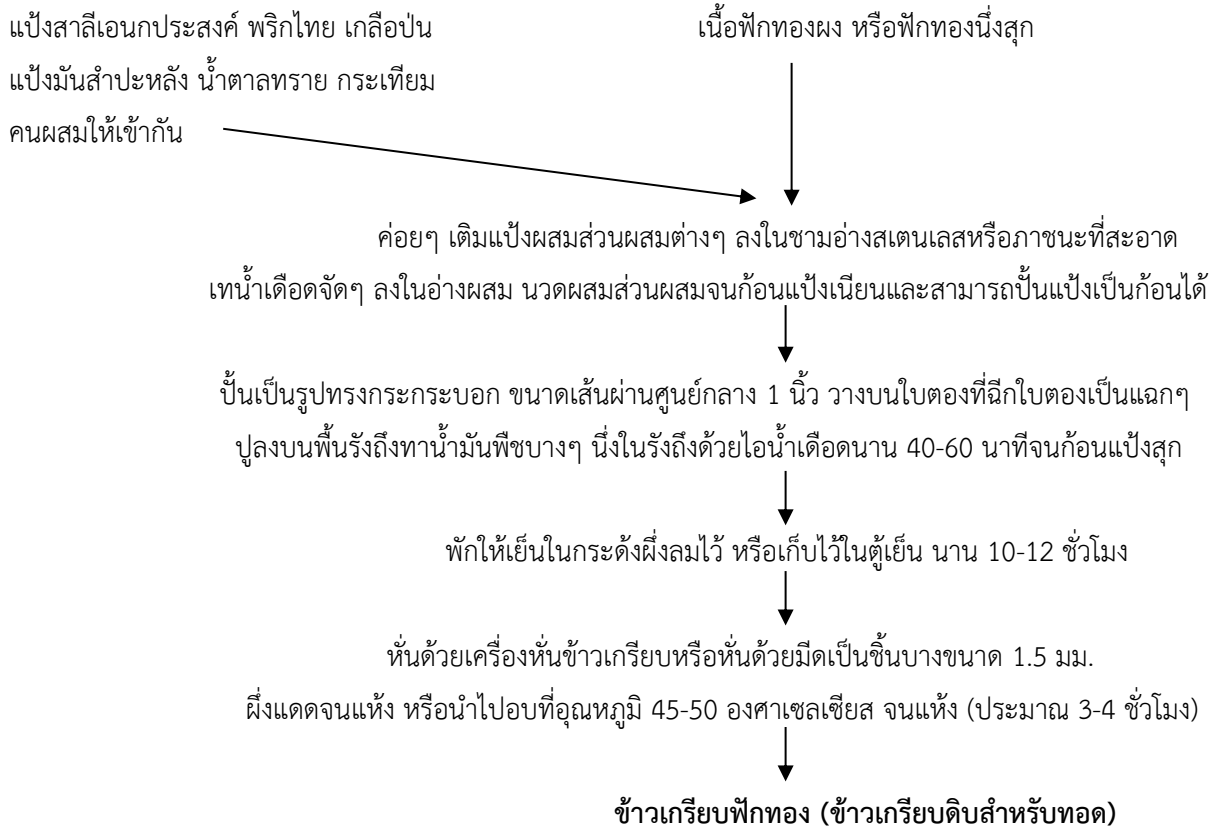 แป้งสาลีเอนกประสงค์ พริกไทย เกลือป่น
แป้งมันสำปะหลัง น้ำตาลทราย กระเทียม
คนผสมให้เข้ากัน
เนื้อฟักทองผง หรือฟักทองนึ่งสุก
ค่อยๆ เติมแป้งผสมส่วนผสมต่างๆ ลงในชามอ่างสเตนเลสหรือภาชนะที่สะอาด
เทน้ำเดือดจัดๆ ลงในอ่างผสม นวดผสมส่วนผสมจนก้อนแป้งเนียนและสามารถปั้นแป้งเป็นก้อนได้
ปั้นเป็นรูปทรงกระกระบอก ขนาดเส้นผ่านศูนย์กลาง 1 นิ้ว วางบนใบตองที่ฉีกใบตองเป็นแฉกๆ
ปูลงบนพื้นรังถึงทาน้ำมันพืชบางๆ นึ่งในรังถึงด้วยไอน้ำเดือดนาน 40-60 นาทีจนก้อนแป้งสุก
พักให้เย็นในกระด้งผึ่งลมไว้ หรือเก็บไว้ในตู้เย็น นาน 10-12 ชั่วโมง
หั่นด้วยเครื่องหั่นข้าวเกรียบหรือหั่นด้วยมีดเป็นชิ้นบางขนาด 1.5 มม.
ผึ่งแดดจนแห้ง หรือนำไปอบที่อุณหภูมิ 45-50 องศาเซลเซียส จนแห้ง (ประมาณ 3-4 ชั่วโมง)
ข้าวเกรียบฟักทอง (ข้าวเกรียบดิบสำหรับทอด)